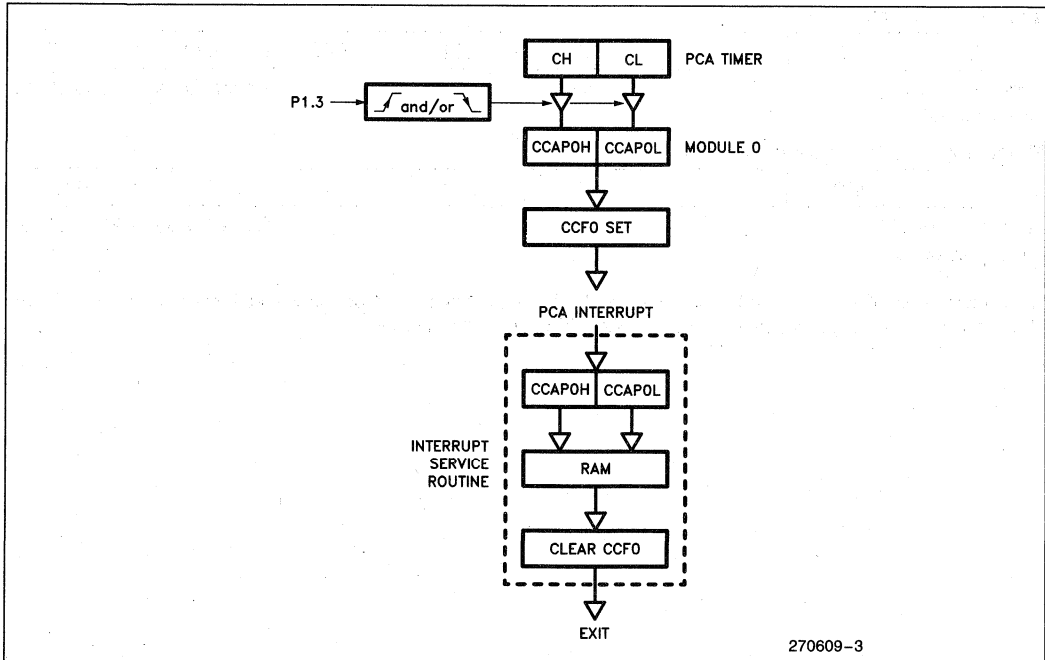 CH CL PCA TIMER
P1.3 and/or
CCAP0H CCAP0L MODULE 0
CCF0 SET
PCA INTERRUPT
CCAP0H CCAP0L
INTERRUPT
SERVICE
ROUTINE
RAM
CLEAR CCF0
EXIT
270609-3